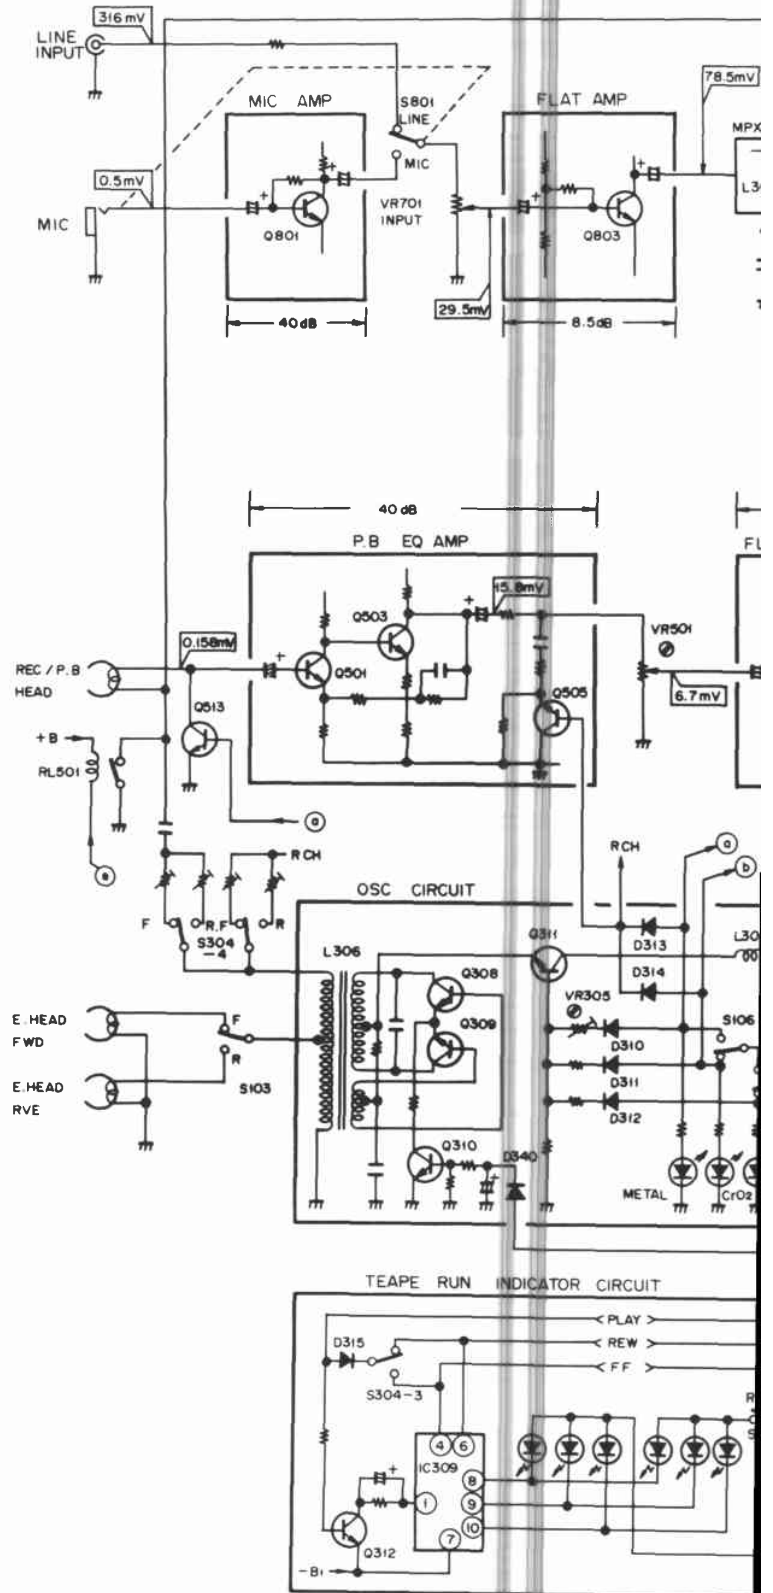 316mV
LINE
INPUT
MIC AMP
S801
LINE
FLAT AMP
78.5mV
MPX
0.5mV
MIC
MIC
VR701
INPUT
Q801
Q803
29.5mV
40dB
8.5dB
40dB
P.B EQ AMP
15.8mV
Q503
VR501
0.158mV
Q501
REC / P.B
HEAD
Q505
6.7mV
Q513
+B
RL501
a
e
R CH
R CH
a
b
OSC CIRCUIT
F
R.F
R
S304
-4
L306
Q311
D313
Q308
D314
VR305
E.HEAD
FWD
F
Q309
S106
D310
R
E.HEAD
RVE
S103
D311
D312
Q310
D340
METAL
CrO2
TEAPE RUN INDICATOR CIRCUIT
< PLAY >
D315
< REW >
< FF >
S304-3
4
6
IC309
8
1
9
10
7
Q312
-B1